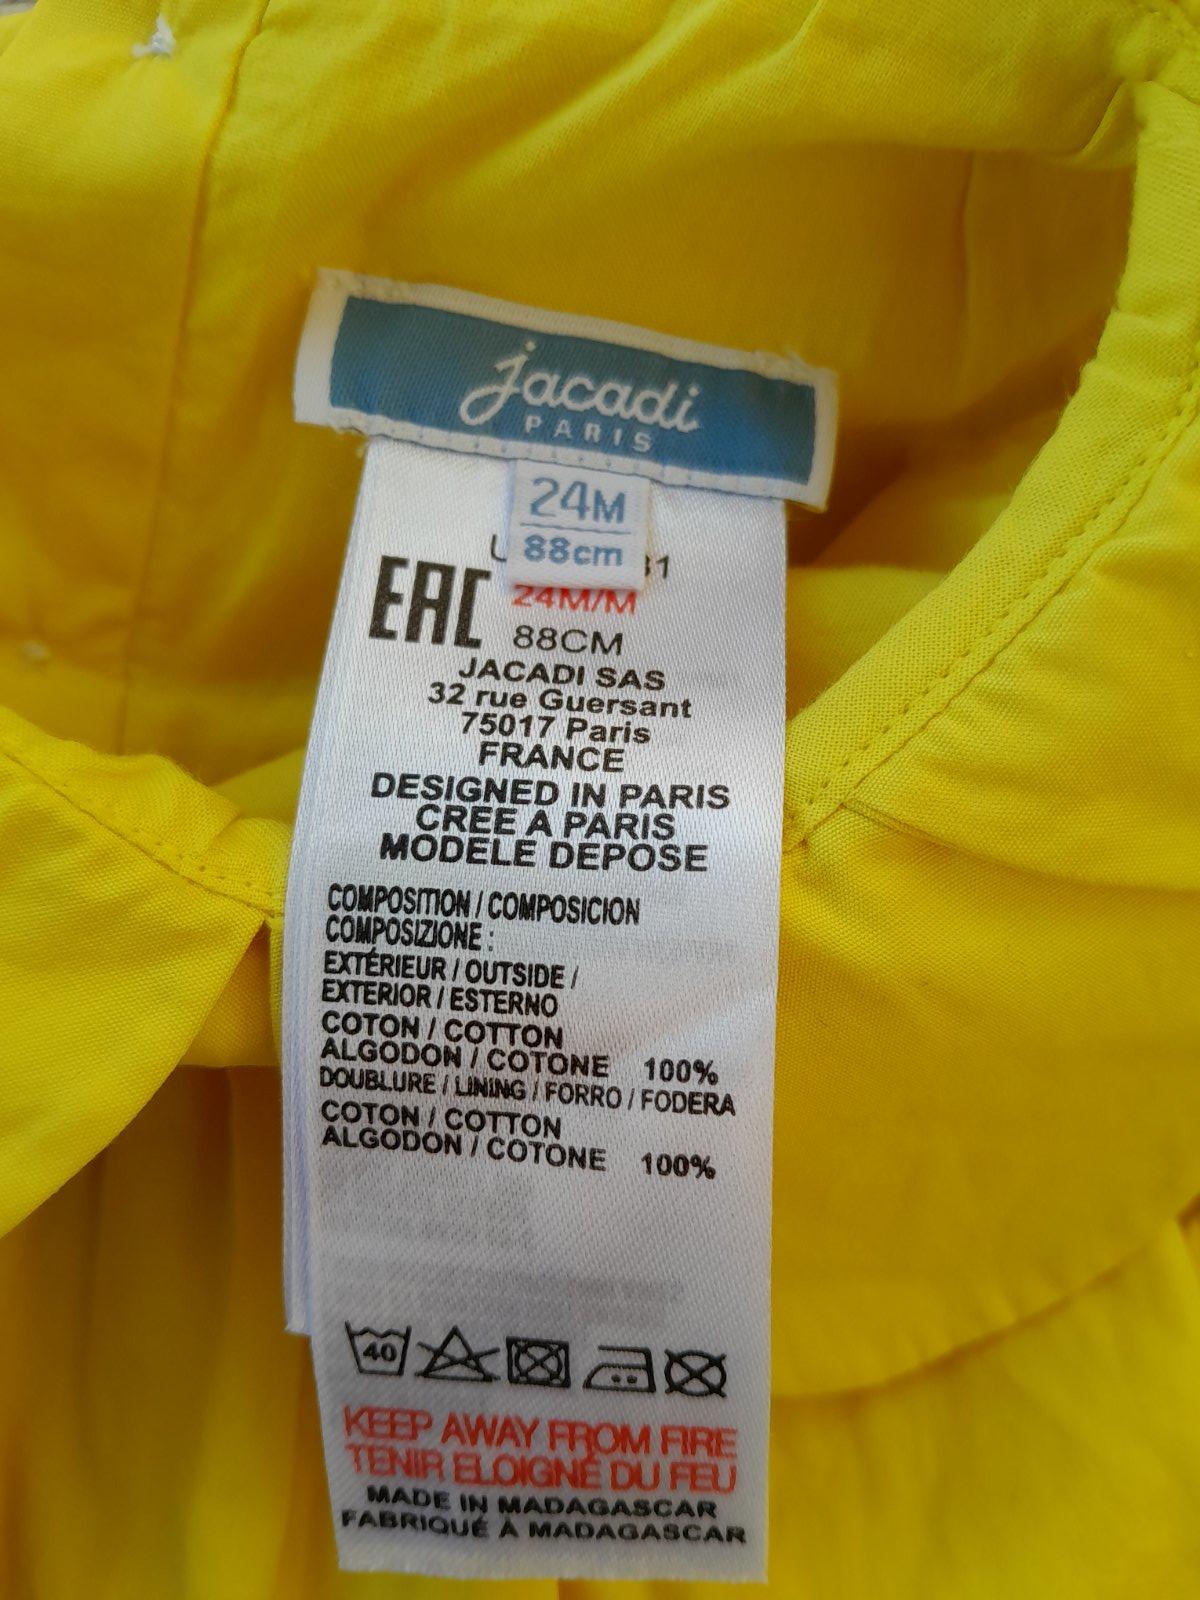 jacadi
PARIS
24M
88cm
EAC
24M/M
88CM
JACADI SAS
32 rue Guersant
75017 Paris
FRANCE
DESIGNED IN PARIS
CREE A PARIS
MODELE DEPOSE
COMPOSITION / COMPOSICION
COMPOSIZIONE :
EXTÉRIEUR / OUTSIDE /
EXTERIOR / ESTERNO
COTON / COTTON
ALGODON / COTONE 100%
DOUBLURE / LINING / FORRO / FODERA
COTON / COTTON
ALGODON / COTONE 100%
40
KEEP AWAY FROM FIRE
TENIR ELOIGNÉ DU FEU
MADE IN MADAGASCAR
FABRIQUÉ À MADAGASCAR